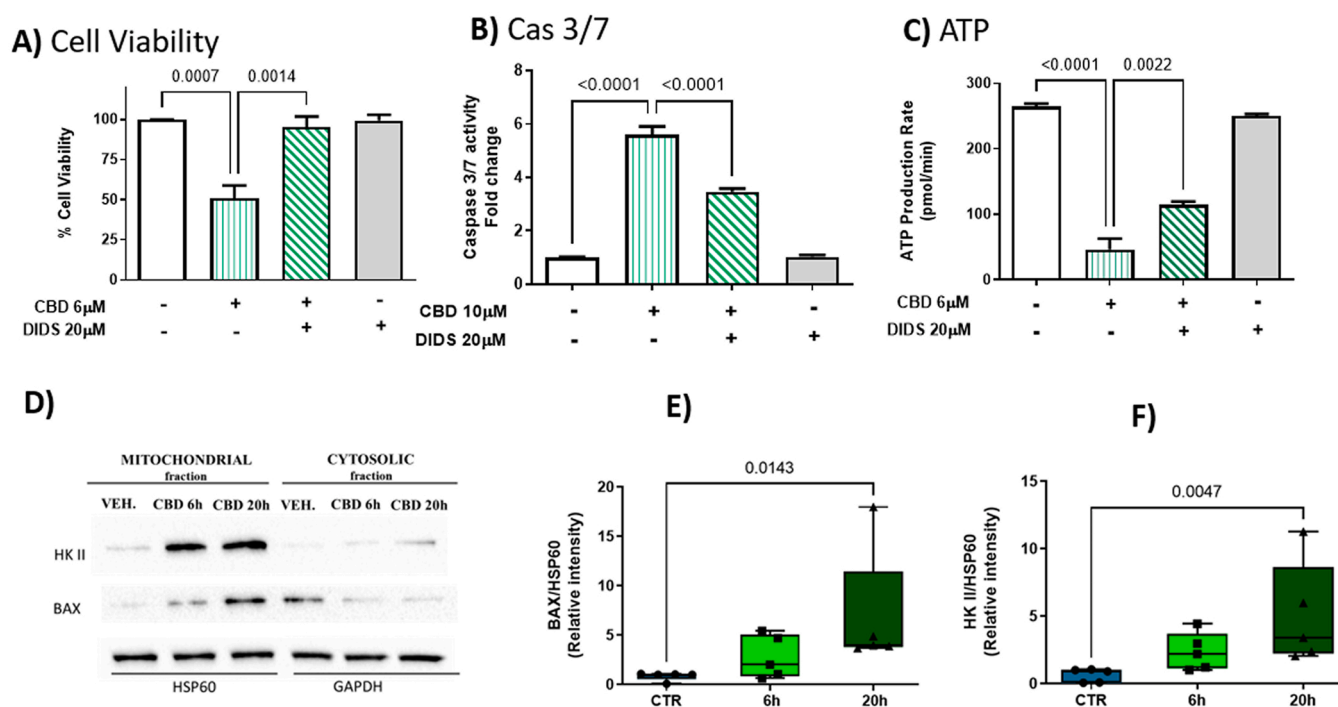 A) Cell Viability
0.0007 0.0014
% Cell Viability
100
75
50
25
0
CBD 6µM - + + -
DIDS 20µM - - + +
B) Cas 3/7
<0.0001 <0.0001
Caspase 3/7 activity
Fold change
8
6
4
2
0
CBD 10µM - + + -
DIDS 20µM - - + +
C) ATP
<0.0001 0.0022
ATP Production Rate
(pmol/min)
300
200
100
0
CBD 6µM - + + -
DIDS 20µM - - + +
D)
MITOCHONDRIAL CYTOSOLIC
fraction fraction
VEH. CBD 6h CBD 20h VEH. CBD 6h CBD 20h
HK II
BAX
HSP60 GAPDH
E)
0.0143
BAX/HSP60
(Relative intensity)
20
15
10
5
0
CTR 6h 20h
F)
0.0047
HK II/HSP60
(Relative intensity)
15
10
5
0
CTR 6h 20h